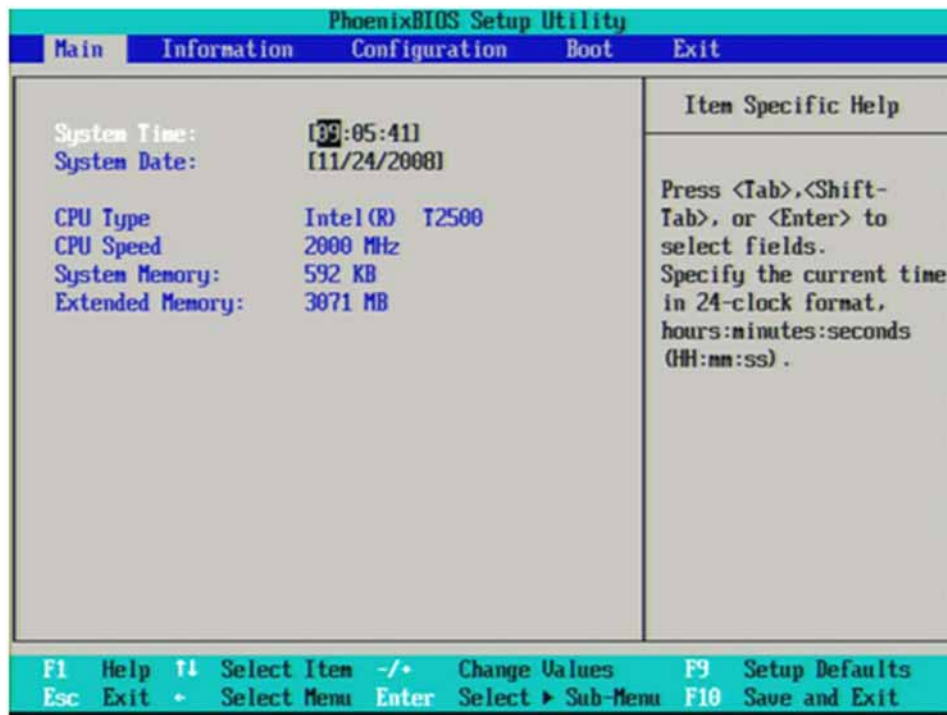 PhoenixBIOS Setup Utility
Main Information Configuration Boot Exit
System Time: [09:05:41]
System Date: [11/24/2008]
CPU Type Intel(R) T2500
CPU Speed 2000 MHz
System Memory: 592 KB
Extended Memory: 3071 MB
Item Specific Help
Press <Tab>,<Shift-
Tab>, or <Enter> to
select fields.
Specify the current time
in 24-clock format,
hours:minutes:seconds
(HH:mm:ss).
F1 Help ↑↓ Select Item -/+ Change Values F9 Setup Defaults
Esc Exit ← Select Menu Enter Select ▶ Sub-Menu F10 Save and Exit